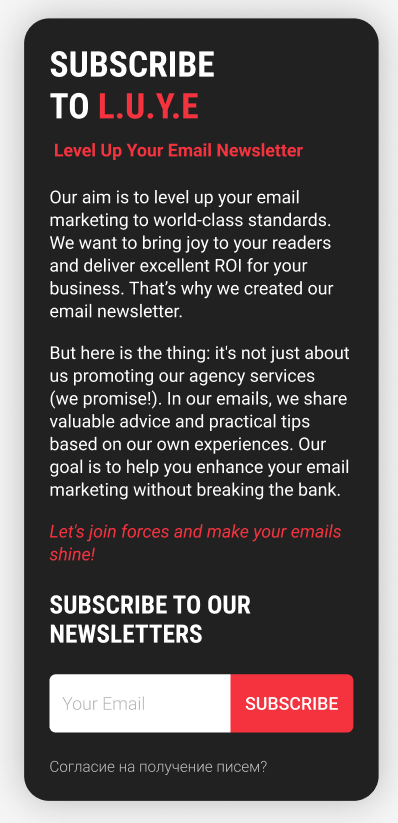 SUBSCRIBE
TO L.U.Y.E
Level Up Your Email Newsletter
Our aim is to level up your email
marketing to world-class standards.
We want to bring joy to your readers
and deliver excellent ROI for your
business. That’s why we created our
email newsletter.
But here is the thing: it's not just about
us promoting our agency services
(we promise!). In our emails, we share
valuable advice and practical tips
based on our own experiences. Our
goal is to help you enhance your email
marketing without breaking the bank.
Let's join forces and make your emails
shine!
SUBSCRIBE TO OUR
NEWSLETTERS
Your Email SUBSCRIBE
Согласие на получение писем?